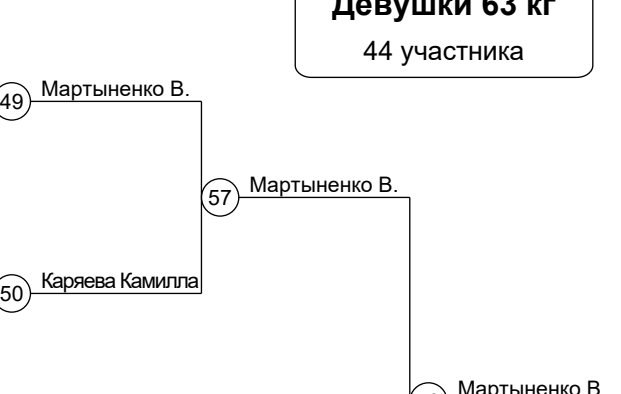 Девушки 63 кг
44 участника
49 Мартыненко В.
57 Мартыненко В.
50 Каряева Камилла
Мартыненко В